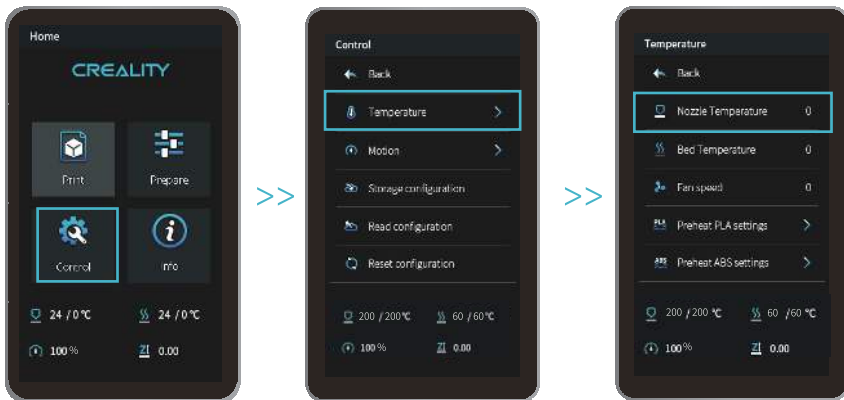 Home
CREALITY
Print
Prepare
Control
Info
24 / 0℃
24 / 0℃
100%
0.00
>>
Control
Back
Temperature
Motion
Storage configuration
Read configuration
Reset configuration
200 / 200℃
60 / 60℃
100%
0.00
>>
Temperature
Back
Nozzle Temperature 0
Bed Temperature 0
Fan speed 0
PLA Preheat PLA settings
ABS Preheat ABS settings
200 / 200 ℃
60 / 60 ℃
100%
0.00